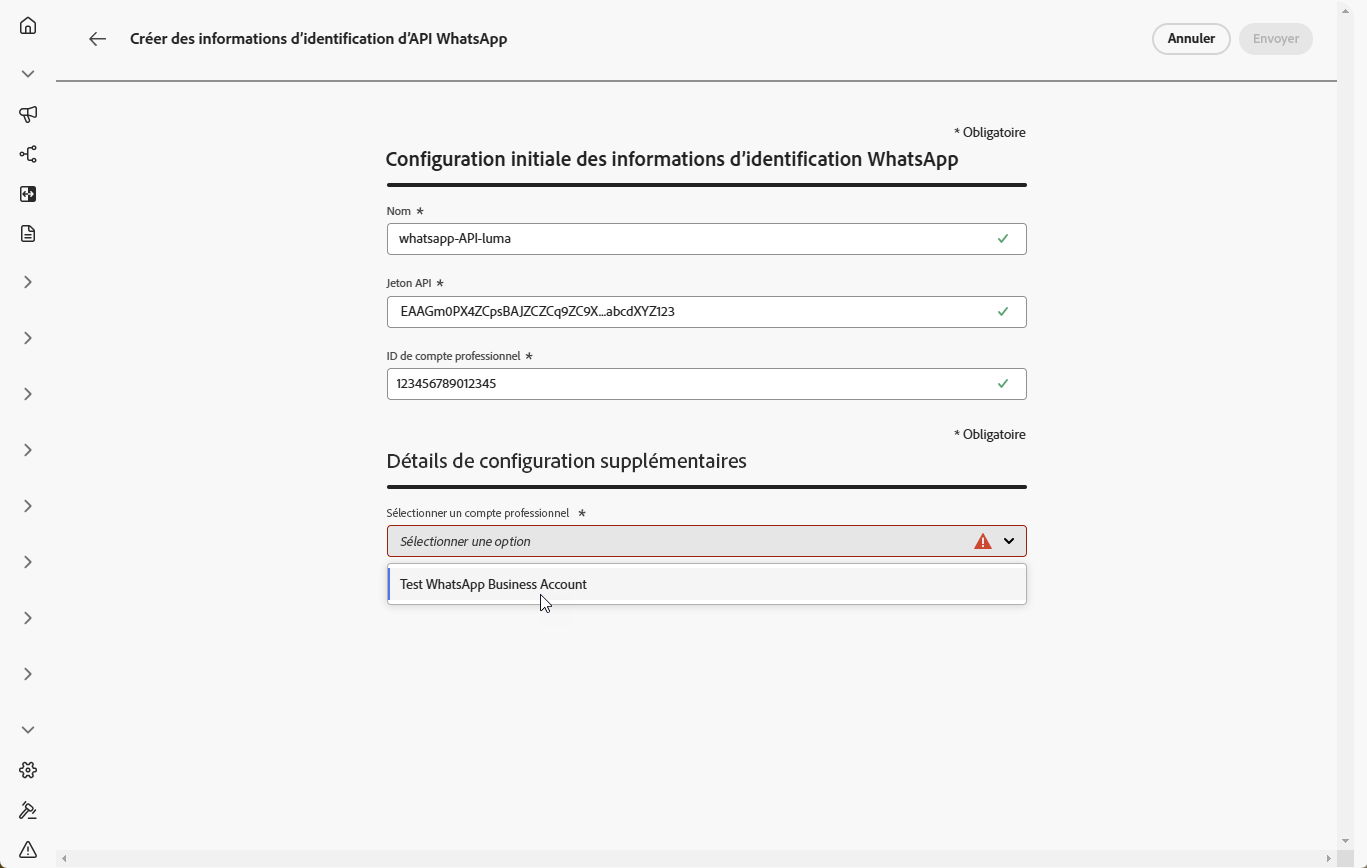 Créer des informations d’identification d’API WhatsApp
Annuler
Envoyer
* Obligatoire
Configuration initiale des informations d’identification WhatsApp
Nom *
whatsapp-API-luma
Jeton API *
EAAGm0PX4ZCpsBAJZCZCq9ZC9X...abcdXYZ123
ID de compte professionnel *
123456789012345
* Obligatoire
Détails de configuration supplémentaires
Sélectionner un compte professionnel *
Sélectionner une option
Test WhatsApp Business Account